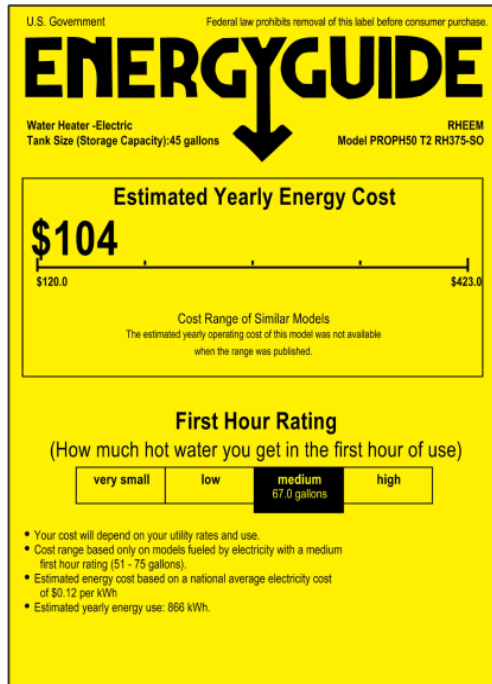 U.S. Government Federal law prohibits removal of this label before consumer purchase.
ENERGYGUIDE
Water Heater -Electric
Tank Size (Storage Capacity):45 gallons
RHEEM
Model PROPH50 T2 RH375-SO
Estimated Yearly Energy Cost
$104
$120.0 $423.0
Cost Range of Similar Models
The estimated yearly operating cost of this model was not available
when the range was published.
First Hour Rating
(How much hot water you get in the first hour of use)
very small low medium high
67.0 gallons
• Your cost will depend on your utility rates and use.
• Cost range based only on models fueled by electricity with a medium
first hour rating (51 - 75 gallons).
• Estimated energy cost based on a national average electricity cost
of $0.12 per kWh
• Estimated yearly energy use: 866 kWh.